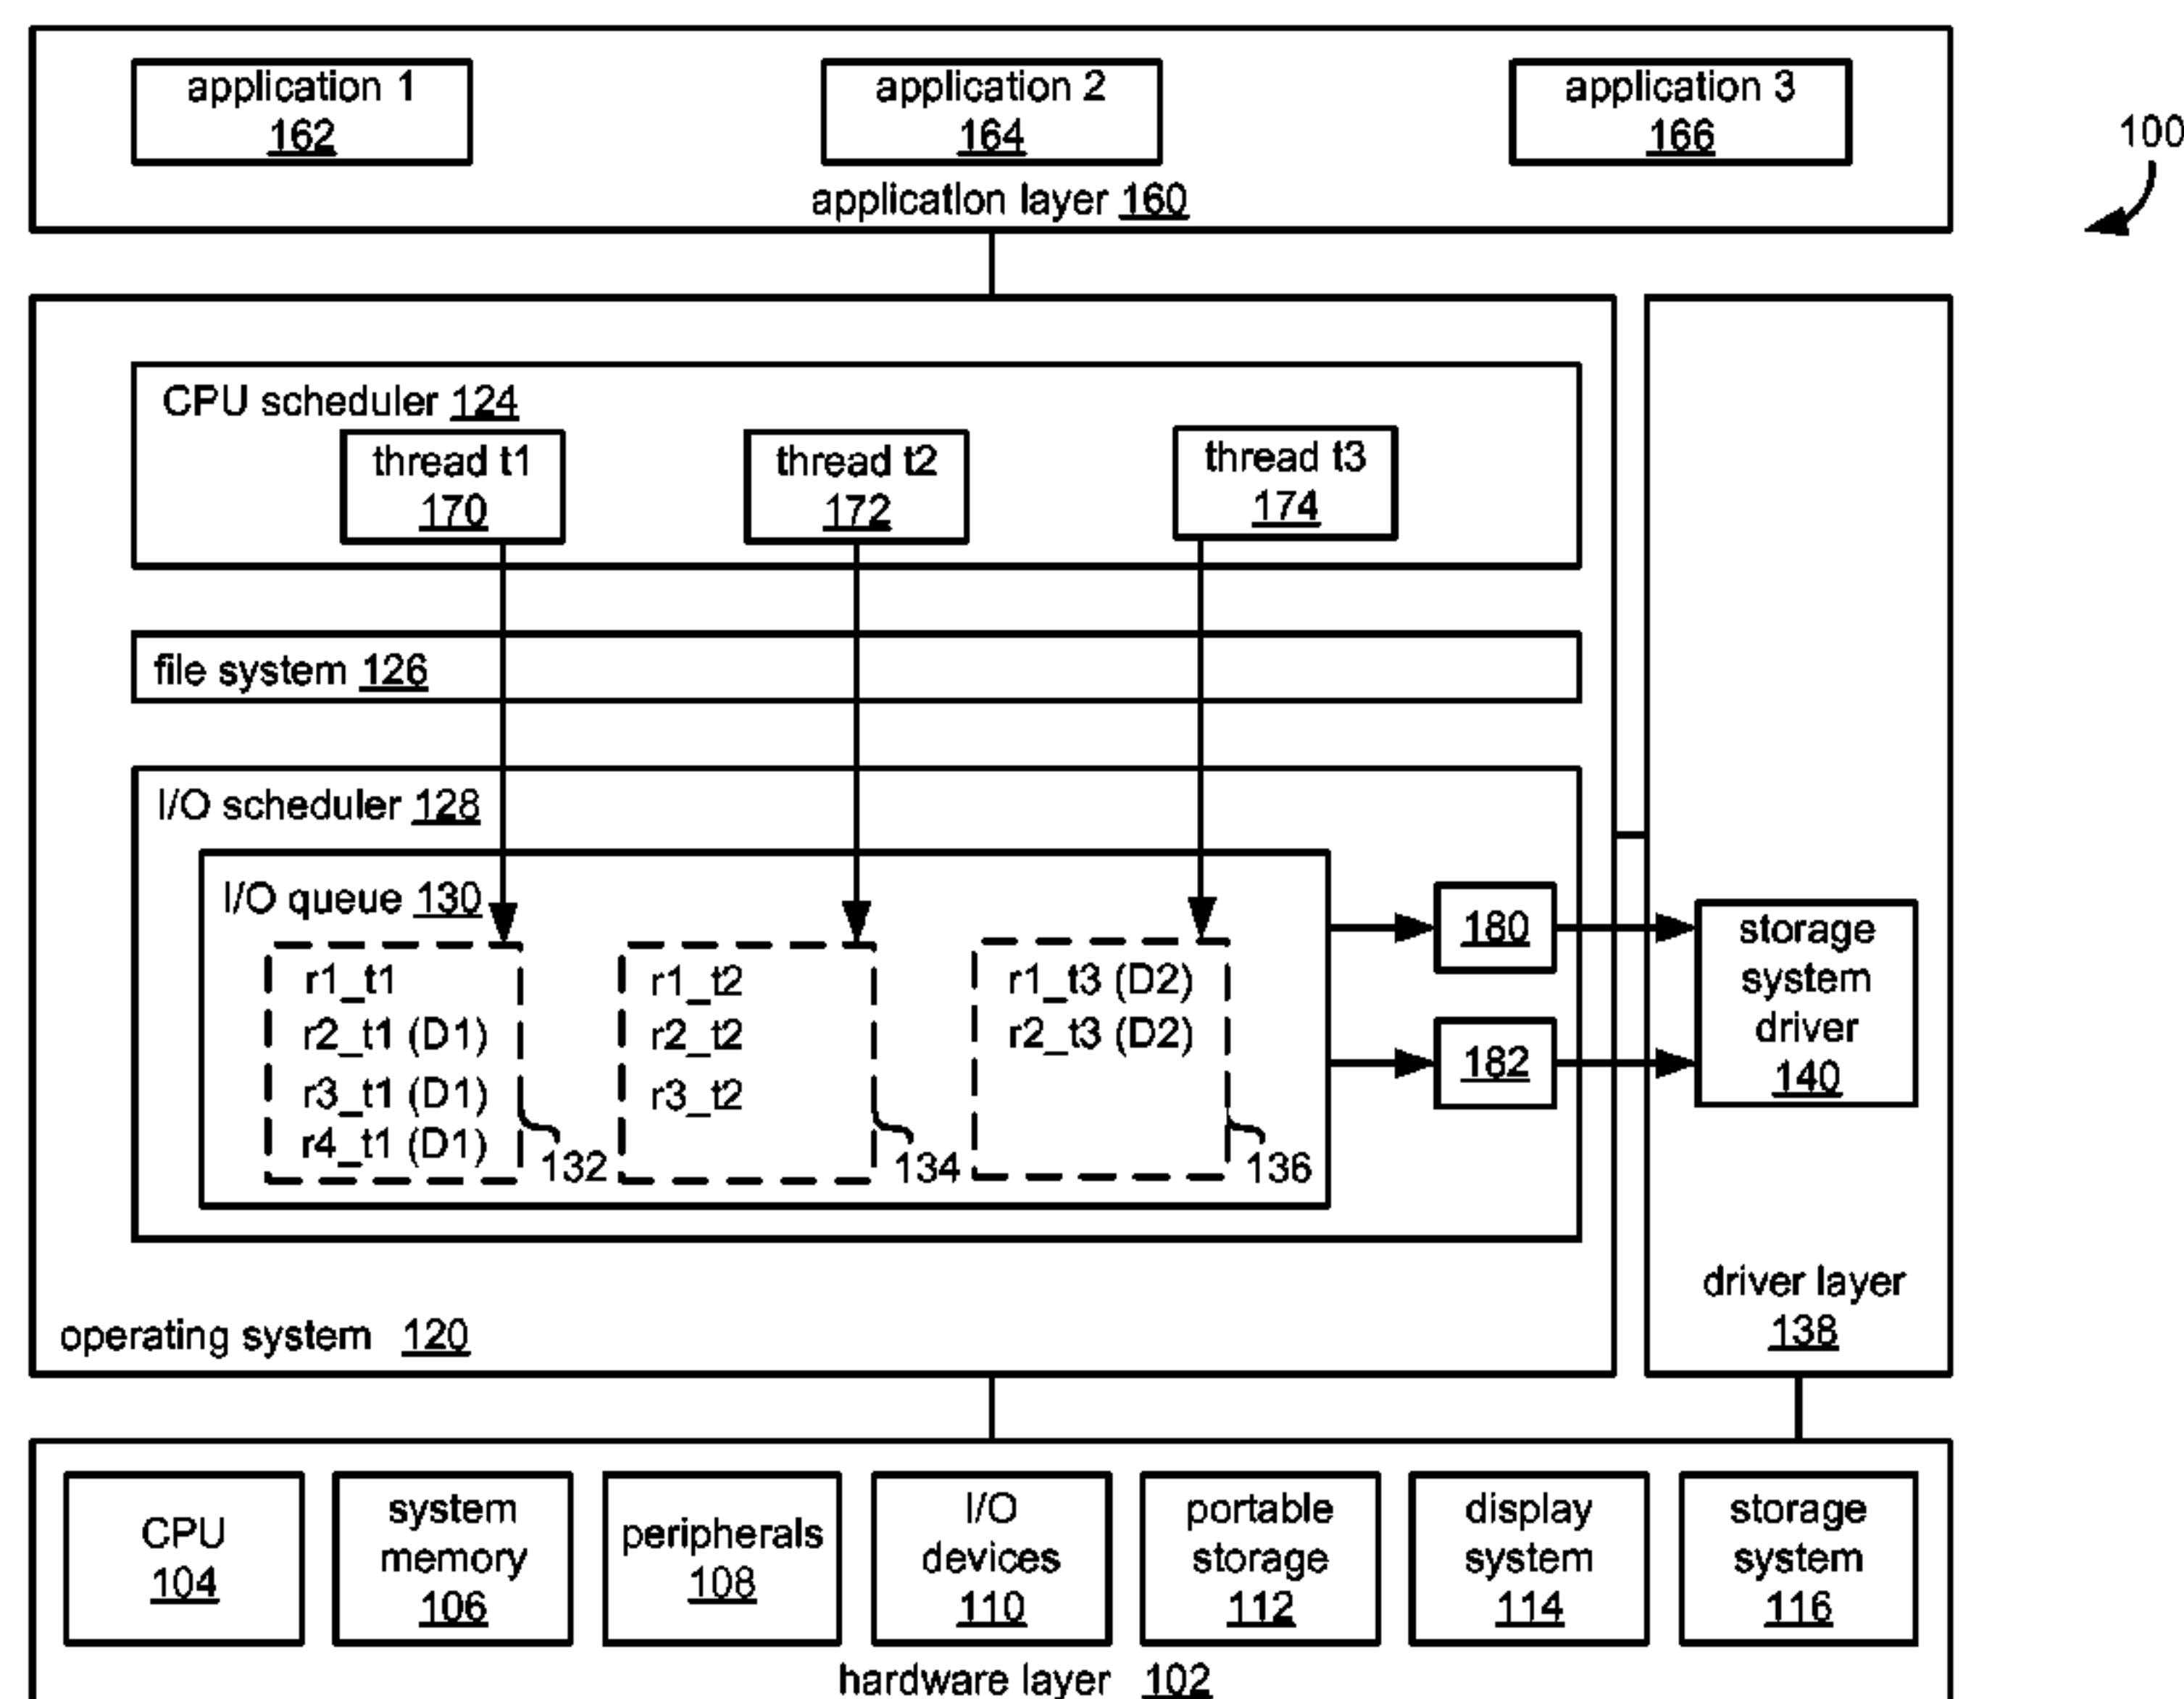 application 1
162
application 2
164
application 3
166
application layer 160
100
CPU scheduler 124
thread t1
170
thread t2
172
thread t3
174
file system 126
I/O scheduler 128
I/O queue 130
r1_t1
r2_t1 (D1)
r3_t1 (D1)
r4_t1 (D1)
132
r1_t2
r2_t2
r3_t2
134
r1_t3 (D2)
r2_t3 (D2)
136
180
182
storage
system
driver
140
driver layer
138
operating system 120
CPU
104
system
memory
106
peripherals
108
I/O
devices
110
portable
storage
112
display
system
114
storage
system
116
hardware layer 102